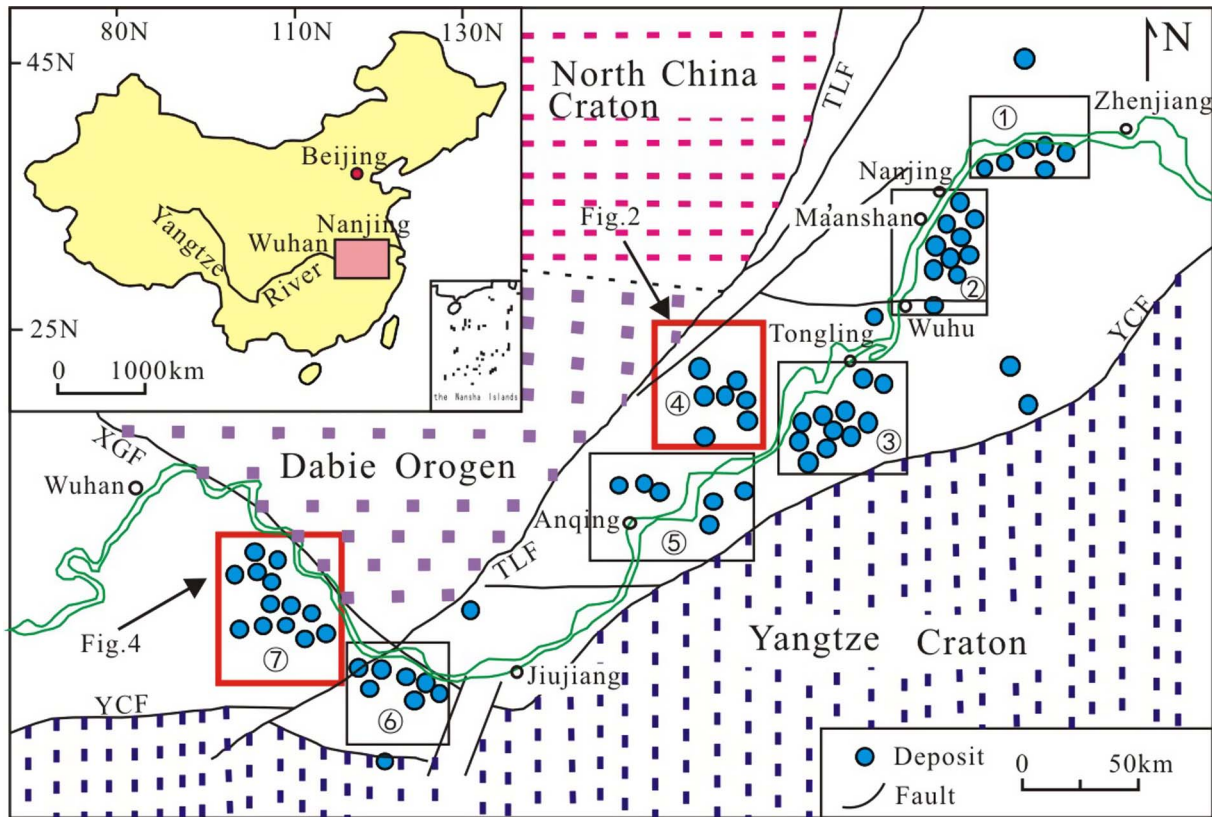 80N
110N
130N
45N
25N
Beijing
Nanjing
Wuhan
Yangtze
River
0 1000km
the Nansha Islands
North China
Craton
TLF
N
Zhenjiang
①
Nanjing
Ma'anshan
Fig.2
②
Wuhu
Tongling
YCF
④
③
XGF
Wuhan
Dabie Orogen
Anqing
⑤
TLF
Fig.4
⑦
Yangtze Craton
Jiujiang
YCF
⑥
Deposit
Fault
0 50km